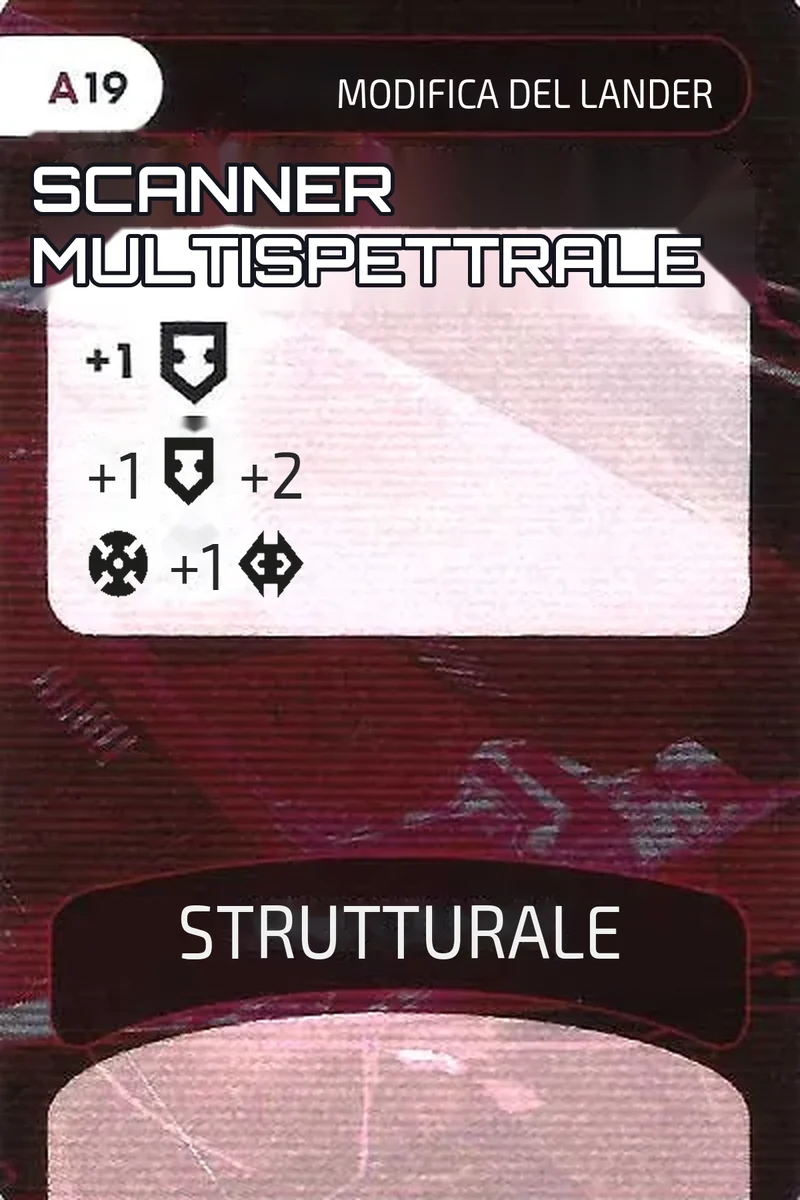 A19
MODIFICA DEL LANDER
SCANNER
MULTISPETTRALE
+1
+1 +2
+1
STRUTTURALE